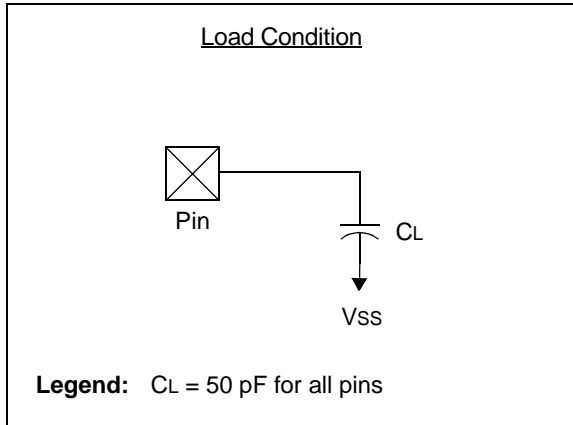 Load Condition
Pin
CL
VSS
Legend: CL = 50 pF for all pins